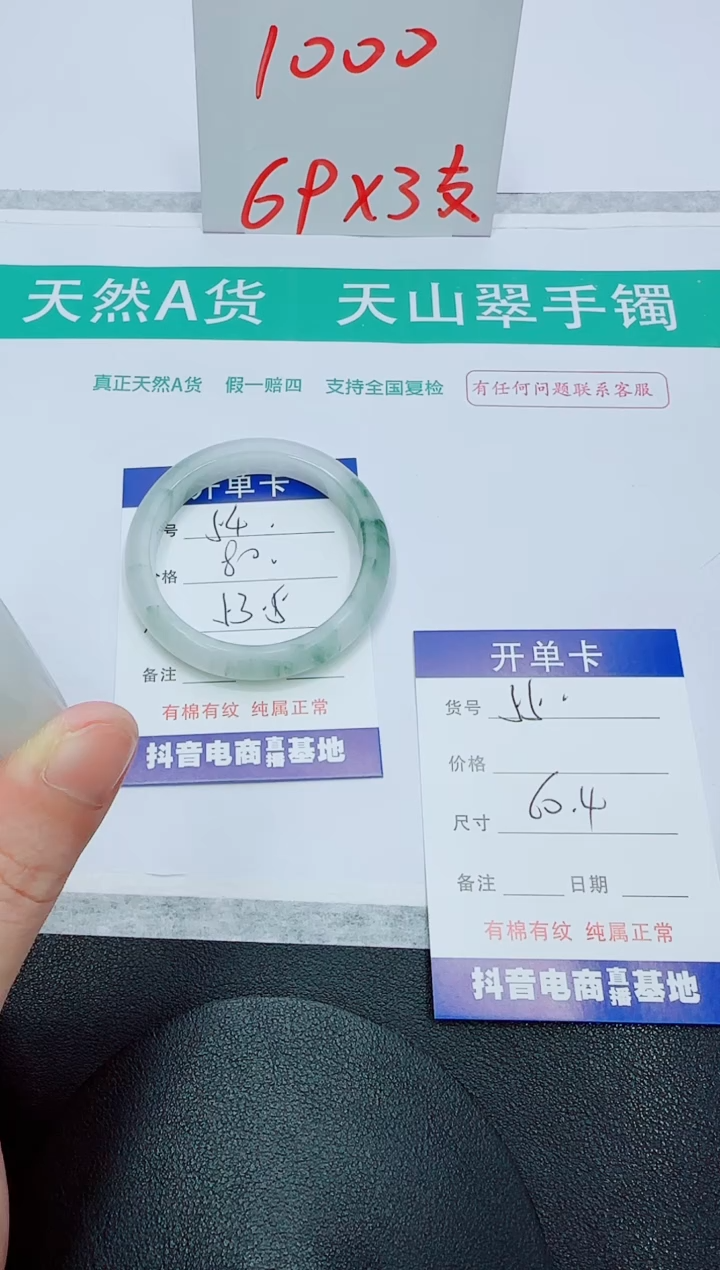 1000
6PX3支
天然A货 天山翠手镯
真正天然A货 假一赔四 支持全国复检 有任何问题联系客服
开单卡
号 54.
格 80.
53.5
备注
有棉有纹 纯属正常
抖音电商直播基地
开单卡
货号 55.
价格
尺寸 60.4
备注 日期
有棉有纹 纯属正常
抖音电商直播基地